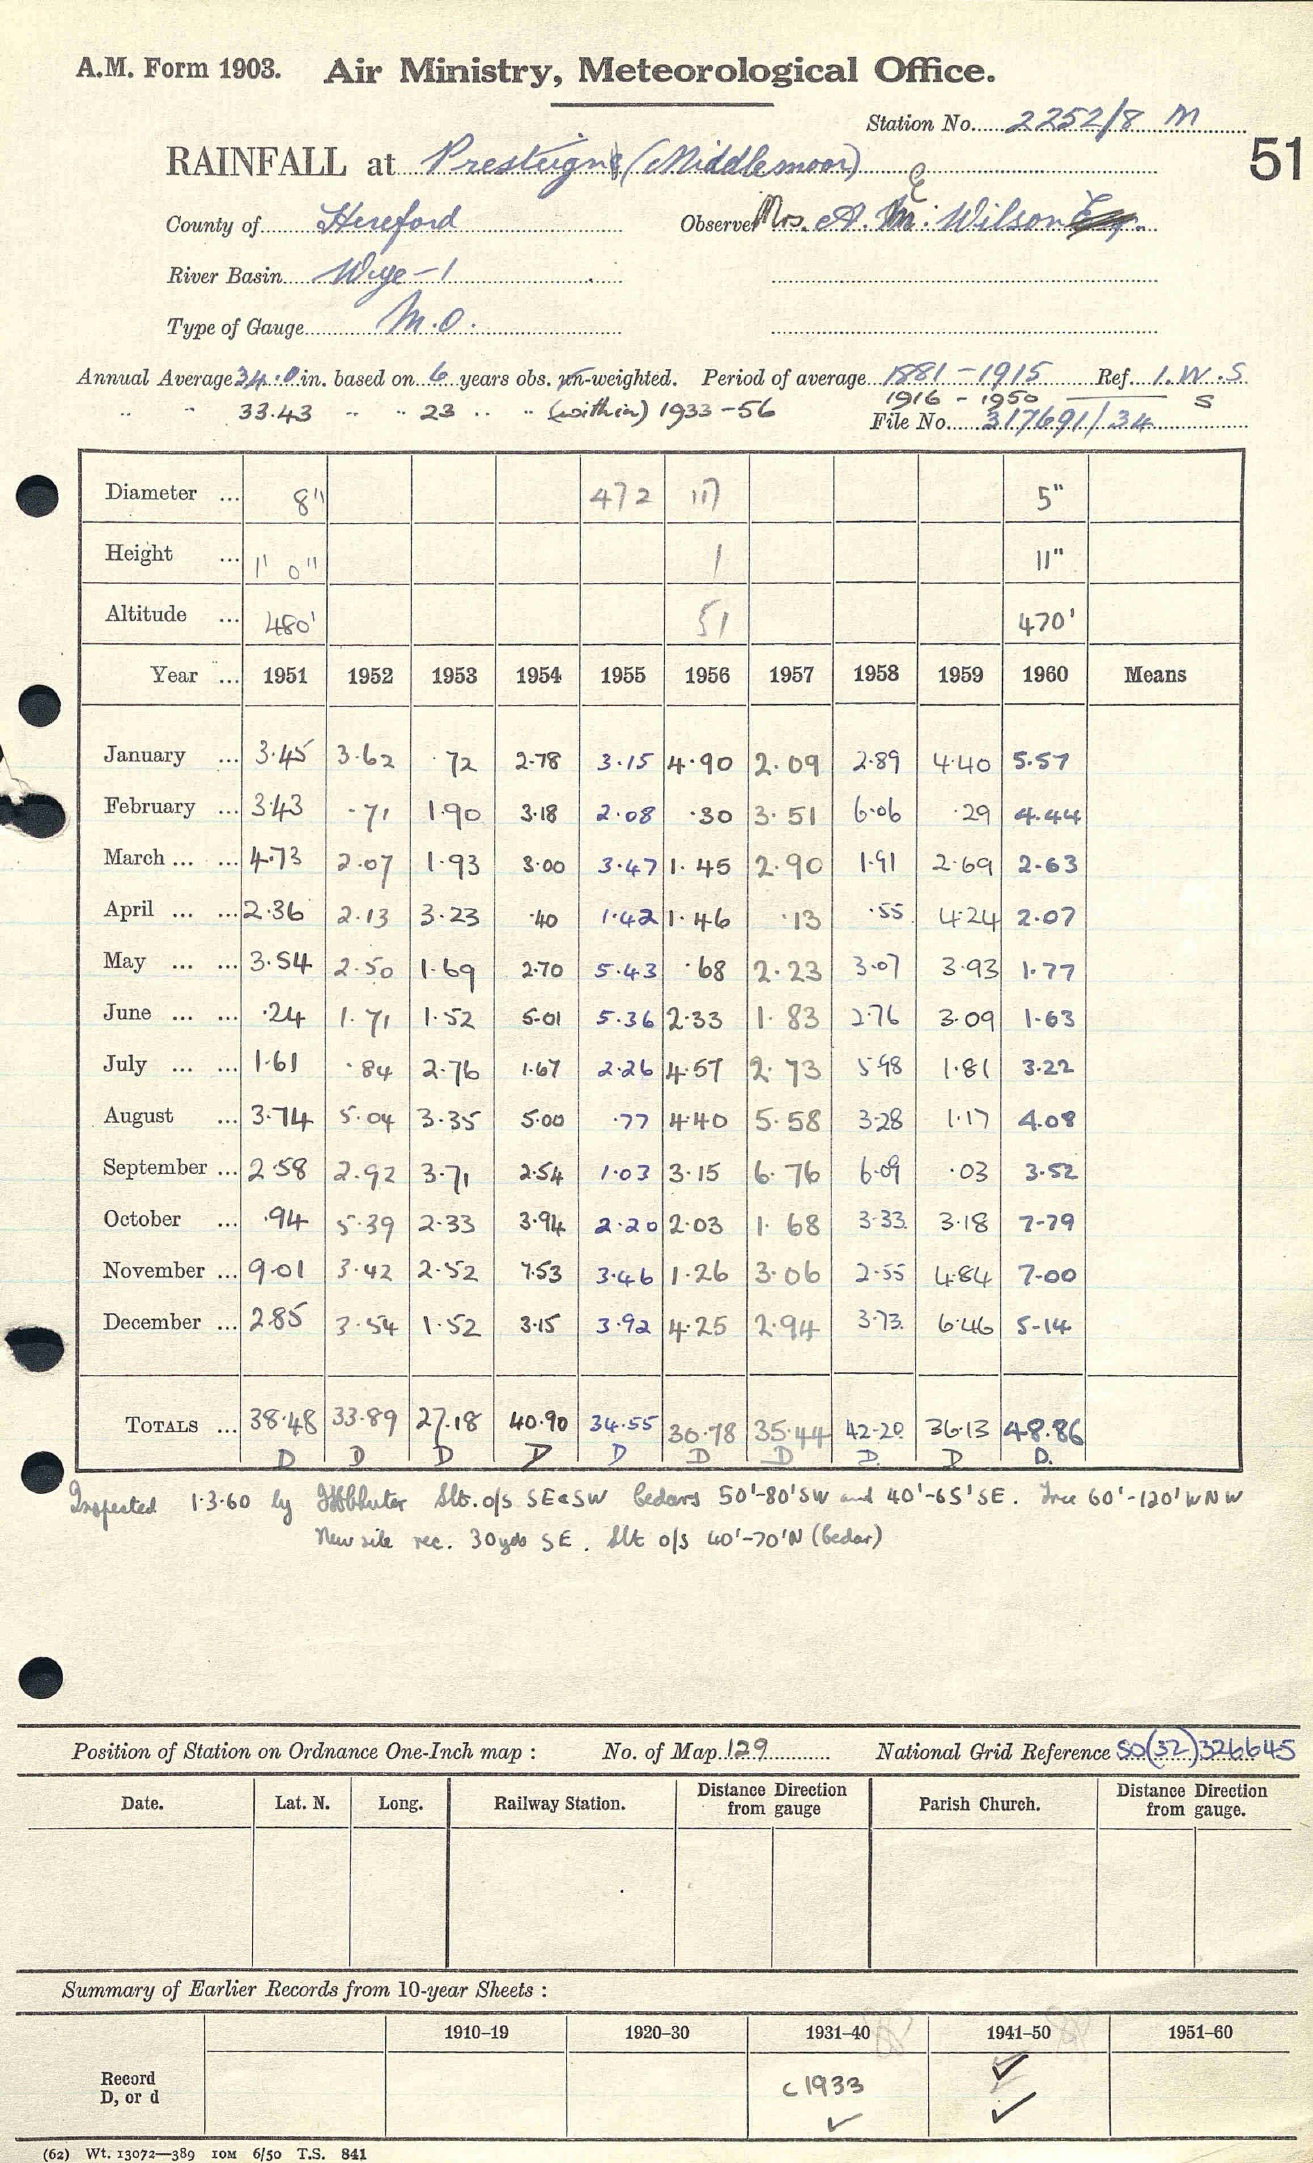 A.M. Form 1903. Air Ministry, Meteorological Office.
Station No. 2252/8 M
51
RAINFALL at Presteigne (Middlemoor)
County of Hereford Observer Mrs. A. E. Wilson
River Basin Wye-1
Type of Gauge M.O.
Annual Average 34.0 in. based on 6 years obs. un-weighted. Period of average 1881-1915 Ref. I.W.S
1916 - 1950 S
" " 33.43 " " 23 " " (within) 1933-56
File No. 317691/34
Diameter ... 8" 472 117 5"
Height ... 1' 0" 1 11"
Altitude ... 480' 51 470'
Year ... 1951 1952 1953 1954 1955 1956 1957 1958 1959 1960 Means
January ... 3.45 3.62 .72 2.78 3.15 4.90 2.09 2.89 4.40 5.57
February ... 3.43 .71 1.90 3.18 2.08 .30 3.51 6.06 .29 4.44
March ... ... 4.73 2.07 1.93 3.00 3.47 1.45 2.90 1.91 2.69 2.63
April ... ... 2.36 2.13 3.23 .40 1.42 1.46 .13 .55 4.24 2.07
May ... ... 3.54 2.50 1.69 2.70 5.43 .68 2.23 3.07 3.93 1.77
June ... ... .24 1.71 1.52 5.01 5.36 2.33 1.83 2.76 3.09 1.63
July ... ... 1.61 .84 2.76 1.67 2.26 4.57 2.73 5.98 1.81 3.22
August ... 3.74 5.04 3.35 5.00 .77 4.40 5.58 3.28 1.17 4.08
September ... 2.58 2.92 3.71 2.54 1.03 3.15 6.76 6.09 .03 3.52
October ... .94 5.39 2.33 3.94 2.20 2.03 1.68 3.33 3.18 7.79
November ... 9.01 3.42 2.52 7.53 3.46 1.26 3.06 2.55 4.84 7.00
December ... 2.85 3.54 1.52 3.15 3.92 4.25 2.94 3.73 6.46 5.14
TOTALS ... 38.48 33.89 27.18 40.90 34.55 30.78 35.44 42.20 36.13 48.86
D D D D D D D D. D D.
Inspected 1.3.60 by Slt. o/s SE & SW Cedars 50'-80' SW and 40'-65' SE. Tree 60'-120' WNW
New site rec. 30yds SE. Slt o/s 40'-70' N (Cedar)
Position of Station on Ordnance One-Inch map : No. of Map 129 National Grid Reference SO(32)326645
Date. Lat. N. Long. Railway Station. Distance Direction from gauge Parish Church. Distance Direction from gauge.
Summary of Earlier Records from 10-year Sheets :
1910–19 1920–30 1931–40 1941–50 1951–60
Record
D, or d
c 1933 ✓
✓ ✓
(62) Wt. 13072—389 IOM 6/50 T.S. 841